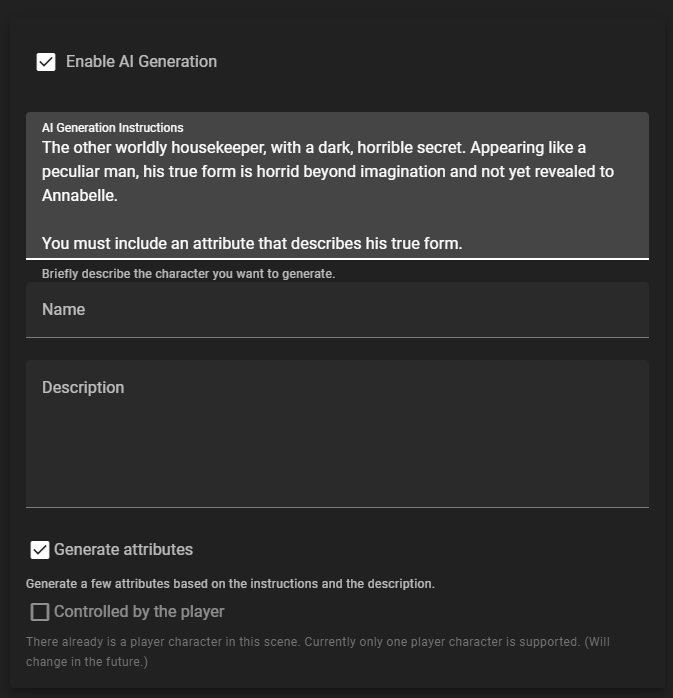 Enable AI Generation
AI Generation Instructions
The other worldly housekeeper, with a dark, horrible secret. Appearing like a
peculiar man, his true form is horrid beyond imagination and not yet revealed to
Annabelle.
You must include an attribute that describes his true form.
Briefly describe the character you want to generate.
Name
Description
Generate attributes
Generate a few attributes based on the instructions and the description.
Controlled by the player
There already is a player character in this scene. Currently only one player character is supported. (Will
change in the future.)